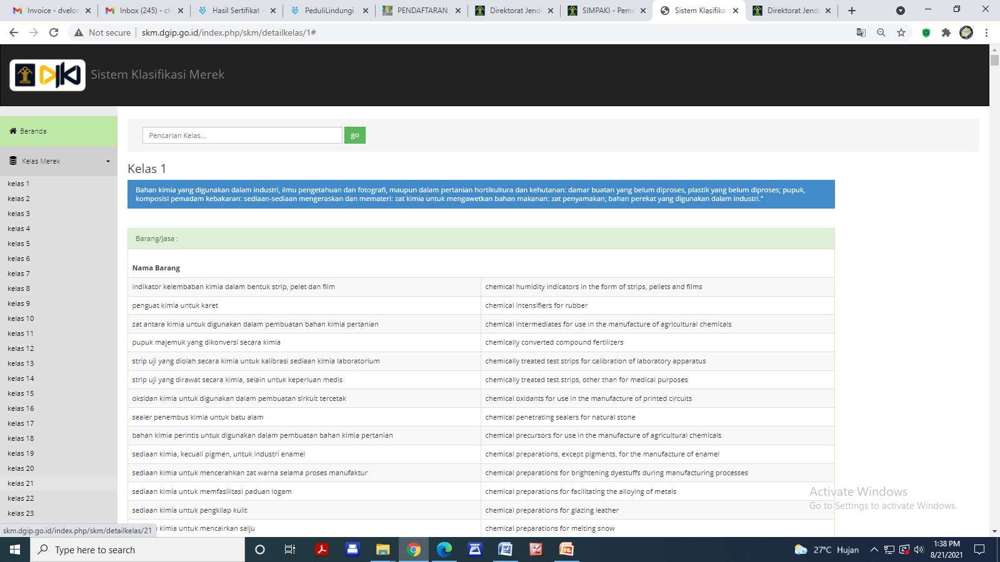 Invoice - dvelor
Inbox (245) - ch
Hasil Sertifikat -
PeduliLindungi
PENDAFTARAN
Direktorat Jende
SIMPAKI - Peme
Sistem Klasifikas
Direktorat Jende
Not secure
skm.dgip.go.id/index.php/skm/detailkelas/1#
Sistem Klasifikasi Merek
Beranda
Pencarian Kelas...
go
Kelas Merek
Kelas 1
Bahan kimia yang digunakan dalam industri, ilmu pengetahuan dan fotografi, maupun dalam pertanian hortikultura dan kehutanan: damar buatan yang belum diproses, plastik yang belum diproses; pupuk,
komposisi pemadam kebakaran: sediaan-sediaan mengeraskan dan memateri: zat kimia untuk mengawetkan bahan makanan: zat penyamakan; bahan perekat yang digunakan dalam industri."
kelas 1
kelas 2
kelas 3
kelas 4
kelas 5
kelas 6
kelas 7
kelas 8
kelas 9
kelas 10
kelas 11
kelas 12
kelas 13
kelas 14
kelas 15
kelas 16
kelas 17
kelas 18
kelas 19
kelas 20
kelas 21
kelas 22
kelas 23
Barang/Jasa :
Nama Barang
indikator kelembaban kimia dalam bentuk strip, pelet dan film
chemical humidity indicators in the form of strips, pellets and films
penguat kimia untuk karet
chemical intensifiers for rubber
zat antara kimia untuk digunakan dalam pembuatan bahan kimia pertanian
chemical intermediates for use in the manufacture of agricultural chemicals
pupuk majemuk yang dikonversi secara kimia
chemically converted compound fertilizers
strip uji yang diolah secara kimia untuk kalibrasi sediaan kimia laboratorium
chemically treated test strips for calibration of laboratory apparatus
strip uji yang dirawat secara kimia, selain untuk keperluan medis
chemically treated test strips, other than for medical purposes
oksidan kimia untuk digunakan dalam pembuatan sirkuit tercetak
chemical oxidants for use in the manufacture of printed circuits
sealer penembus kimia untuk batu alam
chemical penetrating sealers for natural stone
bahan kimia perintis untuk digunakan dalam pembuatan bahan kimia pertanian
chemical precursors for use in the manufacture of agricultural chemicals
sediaan kimia, kecuali pigmen, untuk industri enamel
chemical preparations, except pigments, for the manufacture of enamel
sediaan kimia untuk mencerahkan zat warna selama proses manufaktur
chemical preparations for brightening dyestuffs during manufacturing processes
sediaan kimia untuk memfasilitasi paduan logam
chemical preparations for facilitating the alloying of metals
sediaan kimia untuk pengkilap kulit
chemical preparations for glazing leather
kimia untuk mencairkan salju
chemical preparations for melting snow
Activate Windows
Go to Settings to activate Windows.
skm.dgip.go.id/index.php/skm/detailkelas/21
Type here to search
27°C Hujan
1:38 PM
8/21/2021